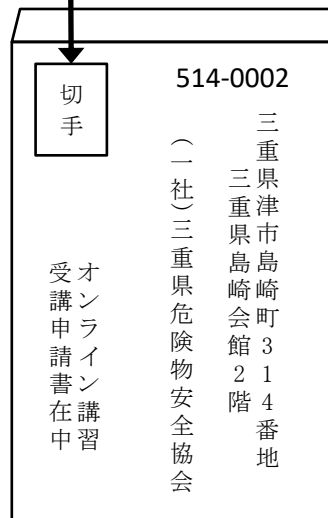 514-0002
切手
三重県津市島崎町314番地
三重県島崎会館2階
(一社)三重県危険物安全協会
オンライン講習
受講申請書在中